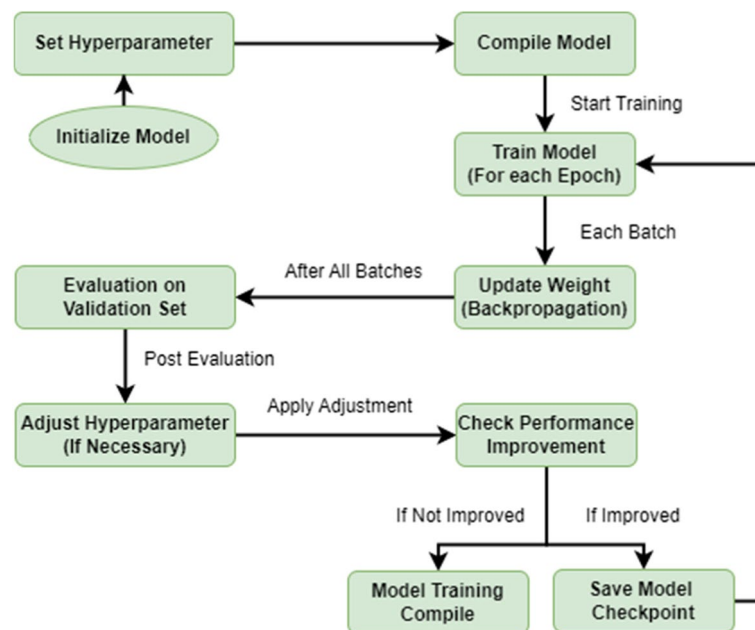 Set Hyperparameter
Compile Model
Initialize Model
Start Training
Train Model
(For each Epoch)
Each Batch
Evaluation on
Validation Set
After All Batches
Update Weight
(Backpropagation)
Post Evaluation
Adjust Hyperparameter
(If Necessary)
Apply Adjustment
Check Performance
Improvement
If Not Improved
If Improved
Model Training
Compile
Save Model
Checkpoint